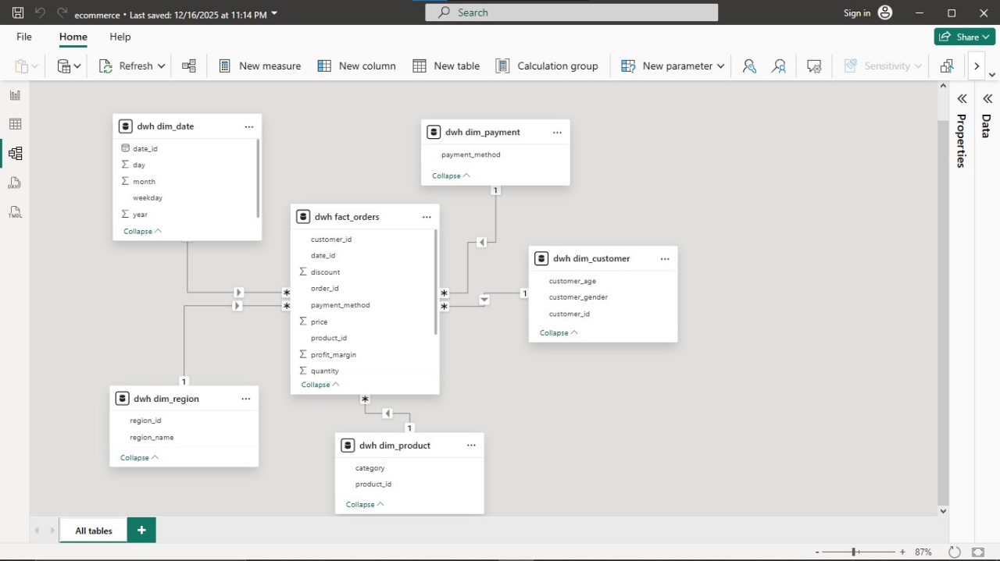 ecommerce • Last saved: 12/16/2025 at 11:14 PM
Search
Sign in
File
Home
Help
Share
Refresh
New measure
New column
New table
Calculation group
New parameter
Sensitivity
dwh dim_date
date_id
day
month
weekday
year
Collapse
dwh dim_payment
payment_method
Collapse
1
dwh fact_orders
customer_id
date_id
discount
order_id
payment_method
price
product_id
profit_margin
quantity
Collapse
*
*
*
*
*
dwh dim_customer
customer_age
customer_gender
customer_id
Collapse
1
1
dwh dim_region
region_id
region_name
Collapse
1
dwh dim_product
category
product_id
Collapse
Properties
Data
DAX
TMDL
All tables
+
- + 87%